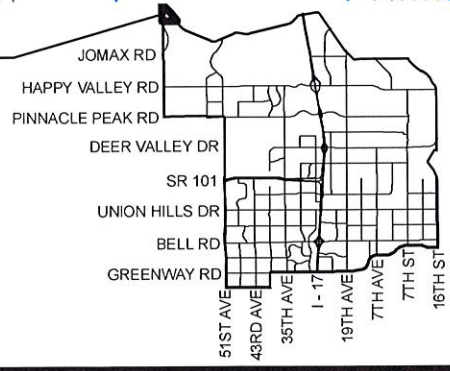 JOMAX RD
HAPPY VALLEY RD
PINNACLE PEAK RD
DEER VALLEY DR
SR 101
UNION HILLS DR
BELL RD
GREENWAY RD
51ST AVE
43RD AVE
35TH AVE
I - 17
19TH AVE
7TH AVE
7TH ST
16TH ST